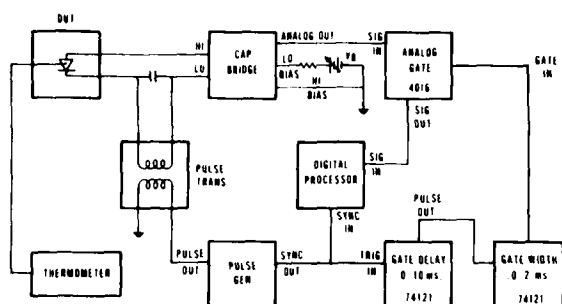 DUT
HI
LO
CAP
BRIDGE
ANALOG OUT
LO
BIAS
VB
HI
BIAS
SIG
IN
ANALOG
GATE
4016
GATE
IN
SIG
OUT
PULSE
TRANS
DIGITAL
PROCESSOR
SIG
IN
SYNC
IN
PULSE
OUT
THERMOMETER
PULSE
OUT
PULSE
GEN
SYNC
OUT
TRIG
IN
GATE DELAY
0 10 ms.
74121
GATE WIDTH
0 2 ms
74121